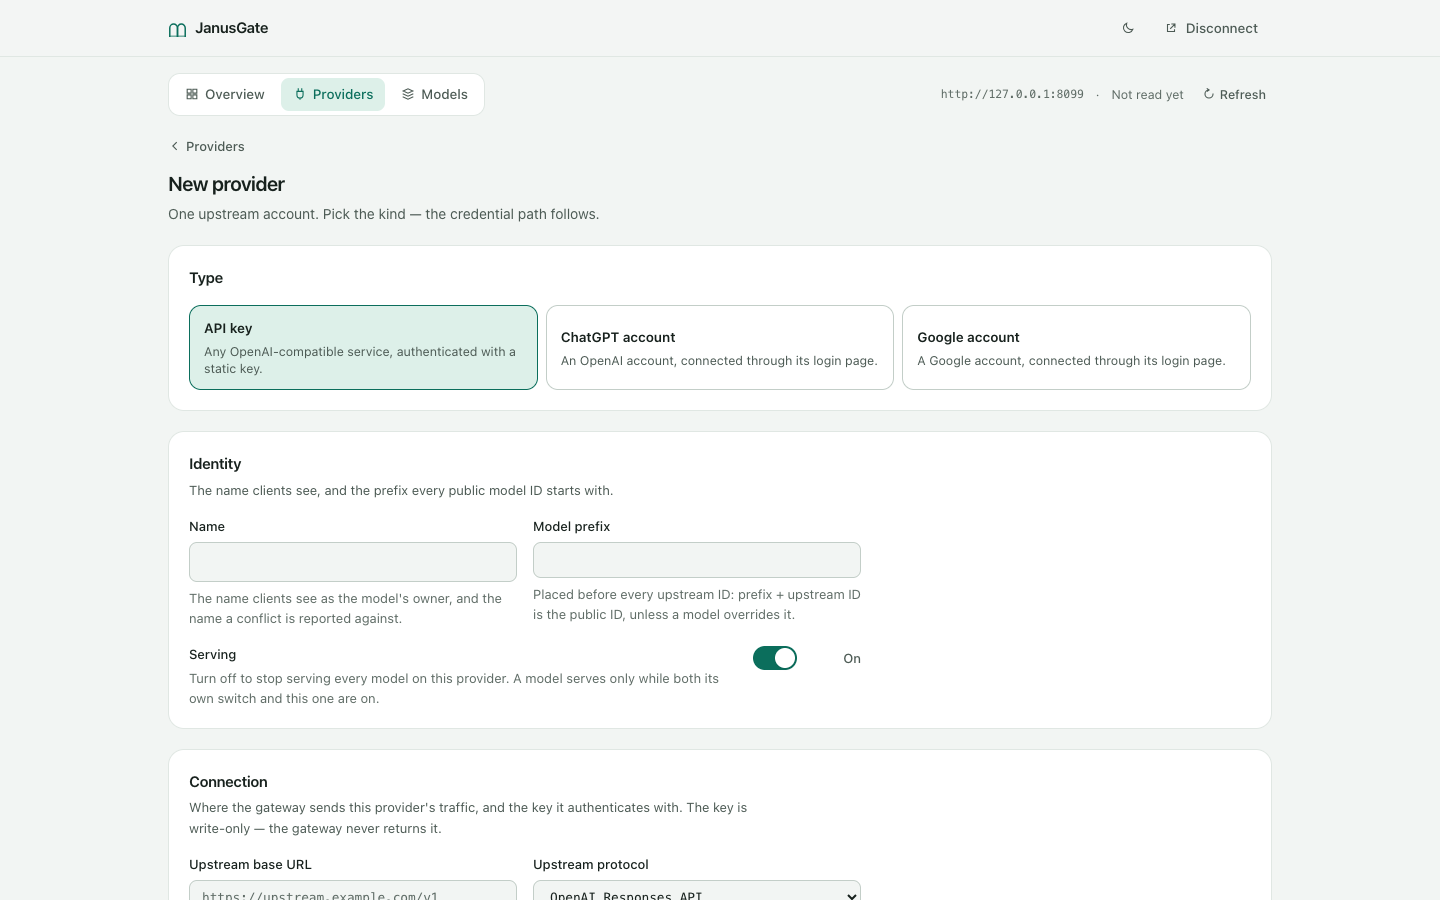 JanusGate
Disconnect
Overview
Providers
Models
http://127.0.0.1:8099 · Not read yet
Refresh
Providers
New provider
One upstream account. Pick the kind — the credential path follows.
Type
API key
Any OpenAI-compatible service, authenticated with a
static key.
ChatGPT account
An OpenAI account, connected through its login page.
Google account
A Google account, connected through its login page.
Identity
The name clients see, and the prefix every public model ID starts with.
Name
The name clients see as the model's owner, and the
name a conflict is reported against.
Model prefix
Placed before every upstream ID: prefix + upstream ID
is the public ID, unless a model overrides it.
Serving
Turn off to stop serving every model on this provider. A model serves only while both its
own switch and this one are on.
On
Connection
Where the gateway sends this provider's traffic, and the key it authenticates with. The key is
write-only — the gateway never returns it.
Upstream base URL
https://upstream.example.com/v1
Upstream protocol
OpenAI Responses API